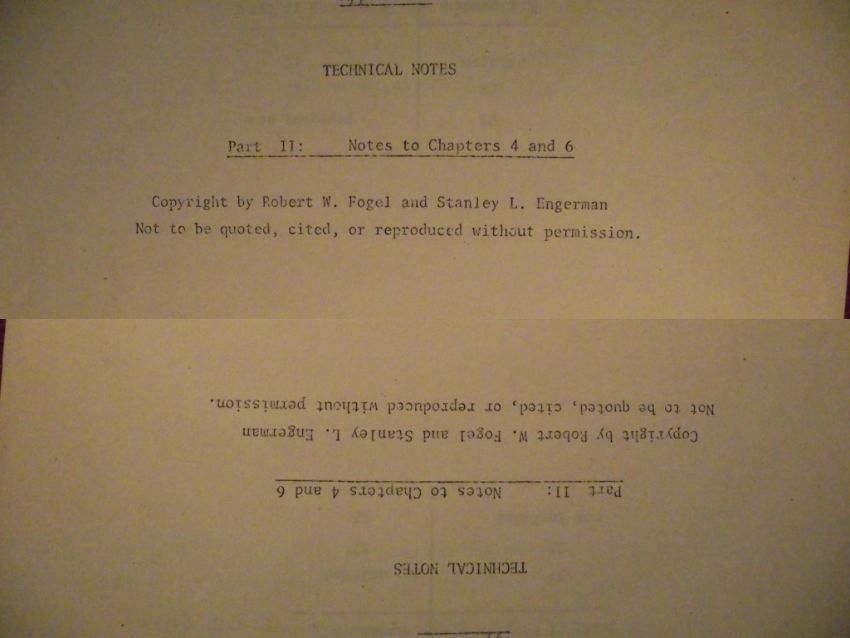 TECHNICAL NOTES
Part II: Notes to Chapters 4 and 6
Copyright by Robert W. Fogel and Stanley L. Engerman
Not to be quoted, cited, or reproduced without permission.
Not to be quoted, cited, or reproduced without permission.
Copyright by Robert W. Fogel and Stanley L. Engerman
Part II: Notes to Chapters 4 and 6
TECHNICAL NOTES